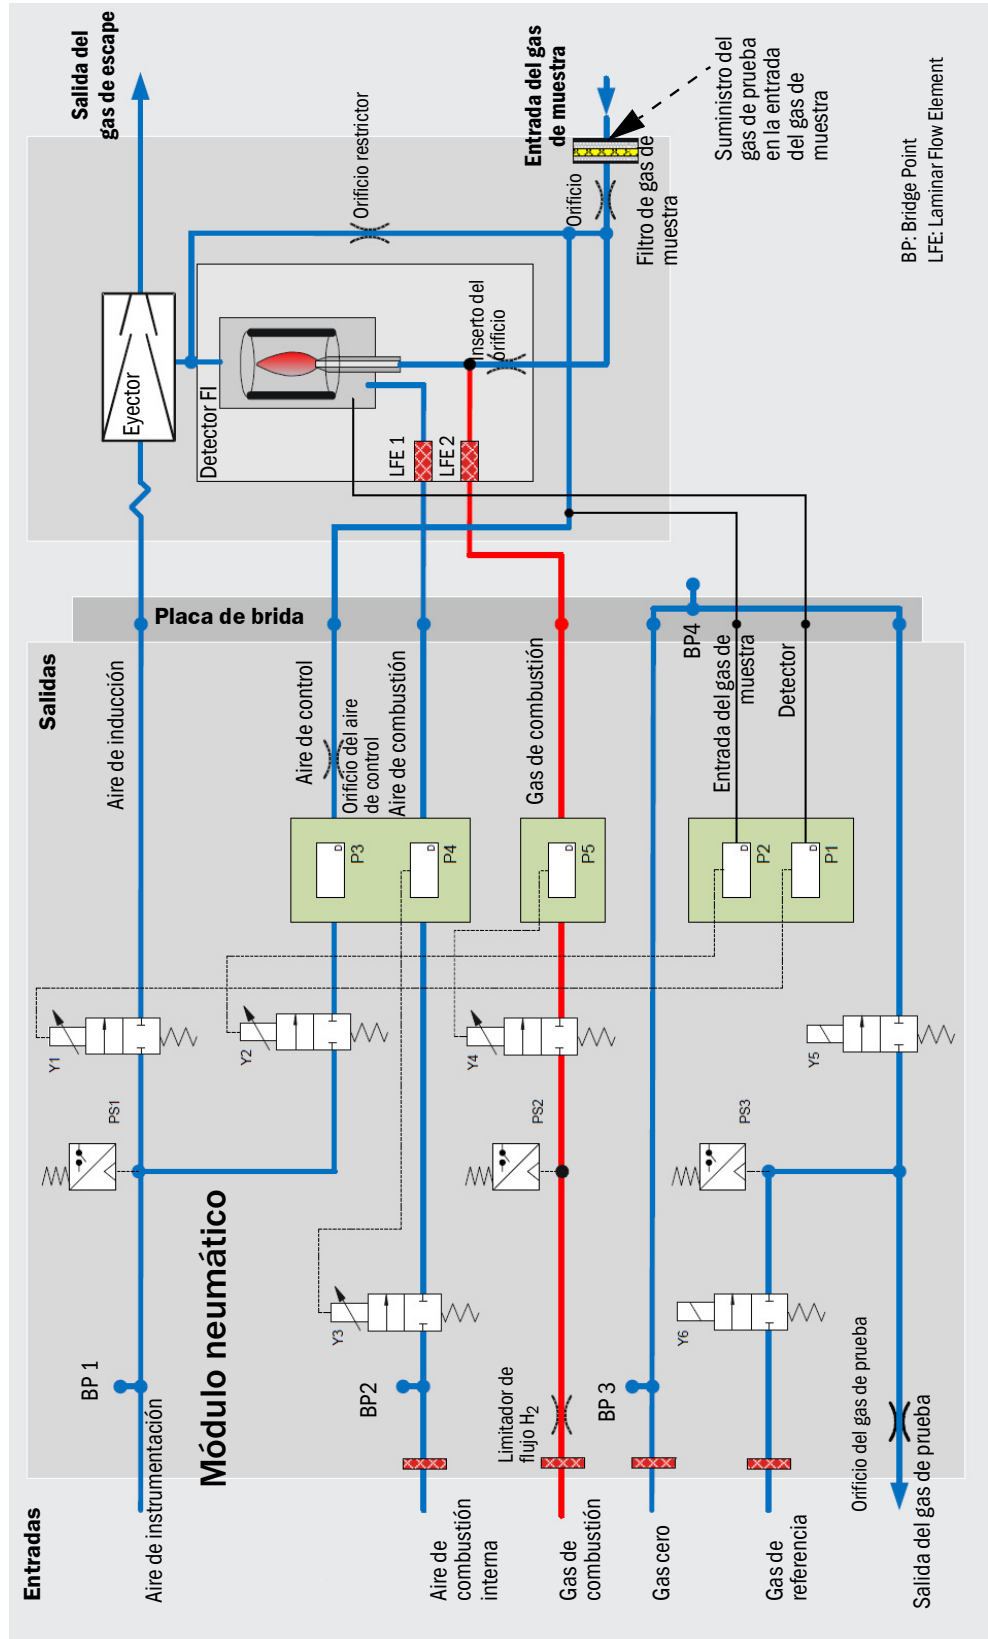 Entradas
Aire de instrumentación
Aire de
combustión
interna
Gas de
combustión
Gas cero
Gas de
referencia
Salida del gas de prueba
Orificio del gas de prueba
Módulo neumático
BP 1
BP2
Limitador de
flujo H2
BP 3
Y3
Y6
PS1
PS2
PS3
Y1
Y2
Y4
Y5
P3
P4
P5
P2
P1
D
D
D
D
Salidas
Aire de inducción
Aire de control
Orificio del aire
de control
Aire de combustión
Gas de combustión
Entrada del gas de
muestra
Detector
BP4
Placa de brida
Eyector
Detector FI
LFE 1
LFE 2
Inserto del
orificio
Orificio restrictor
Orificio
Filtro de gas de
muestra
Salida del
gas de escape
Entrada del gas
de muestra
Suministro del
gas de prueba
en la entrada
del gas de
muestra
BP: Bridge Point
LFE: Laminar Flow Element